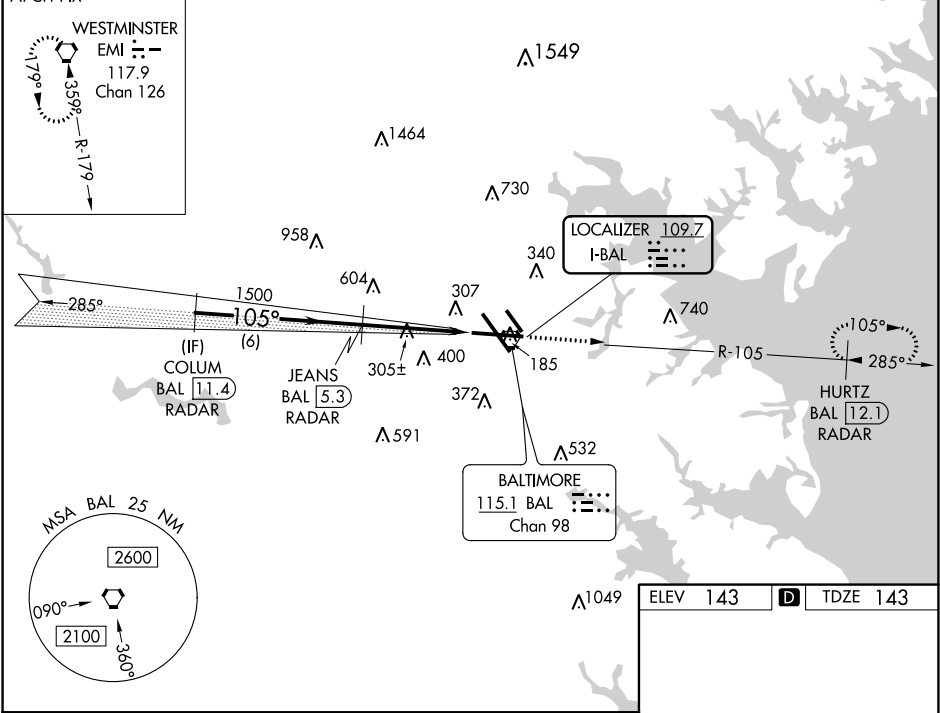 WESTMINSTER
EMI
117.9
Chan 126
179°
359°
R-179
1549
1464
730
958
LOCALIZER 109.7
I-BAL
340
604
307
740
285°
1500
105°
(6)
105°
285°
R-105
185
305±
400
(IF)
COLUM
BAL 11.4
RADAR
JEANS
BAL 5.3
RADAR
HURTZ
BAL 12.1
RADAR
372
591
532
BALTIMORE
115.1 BAL
Chan 98
MSA BAL 25 NM
2600
090°
2100
360°
1049
ELEV 143 D TDZE 143